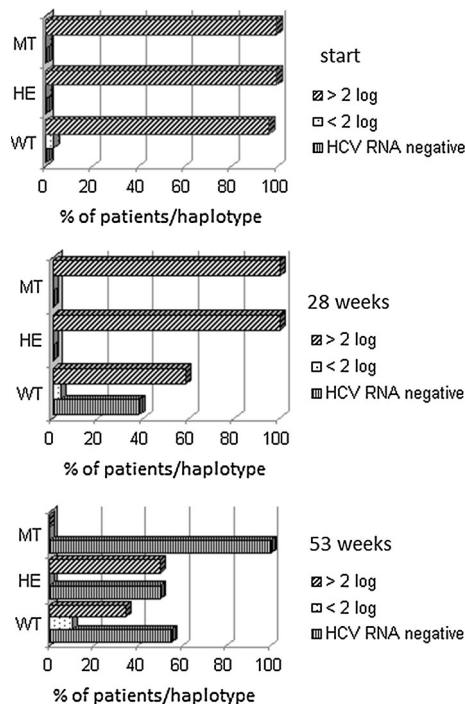 MT
HE
WT
0 20 40 60 80 100
% of patients/haplotype
start
> 2 log
< 2 log
HCV RNA negative
MT
HE
WT
0 20 40 60 80 100
% of patients/haplotype
28 weeks
> 2 log
< 2 log
HCV RNA negative
MT
HE
WT
0 20 40 60 80 100
% of patients/haplotype
53 weeks
> 2 log
< 2 log
HCV RNA negative